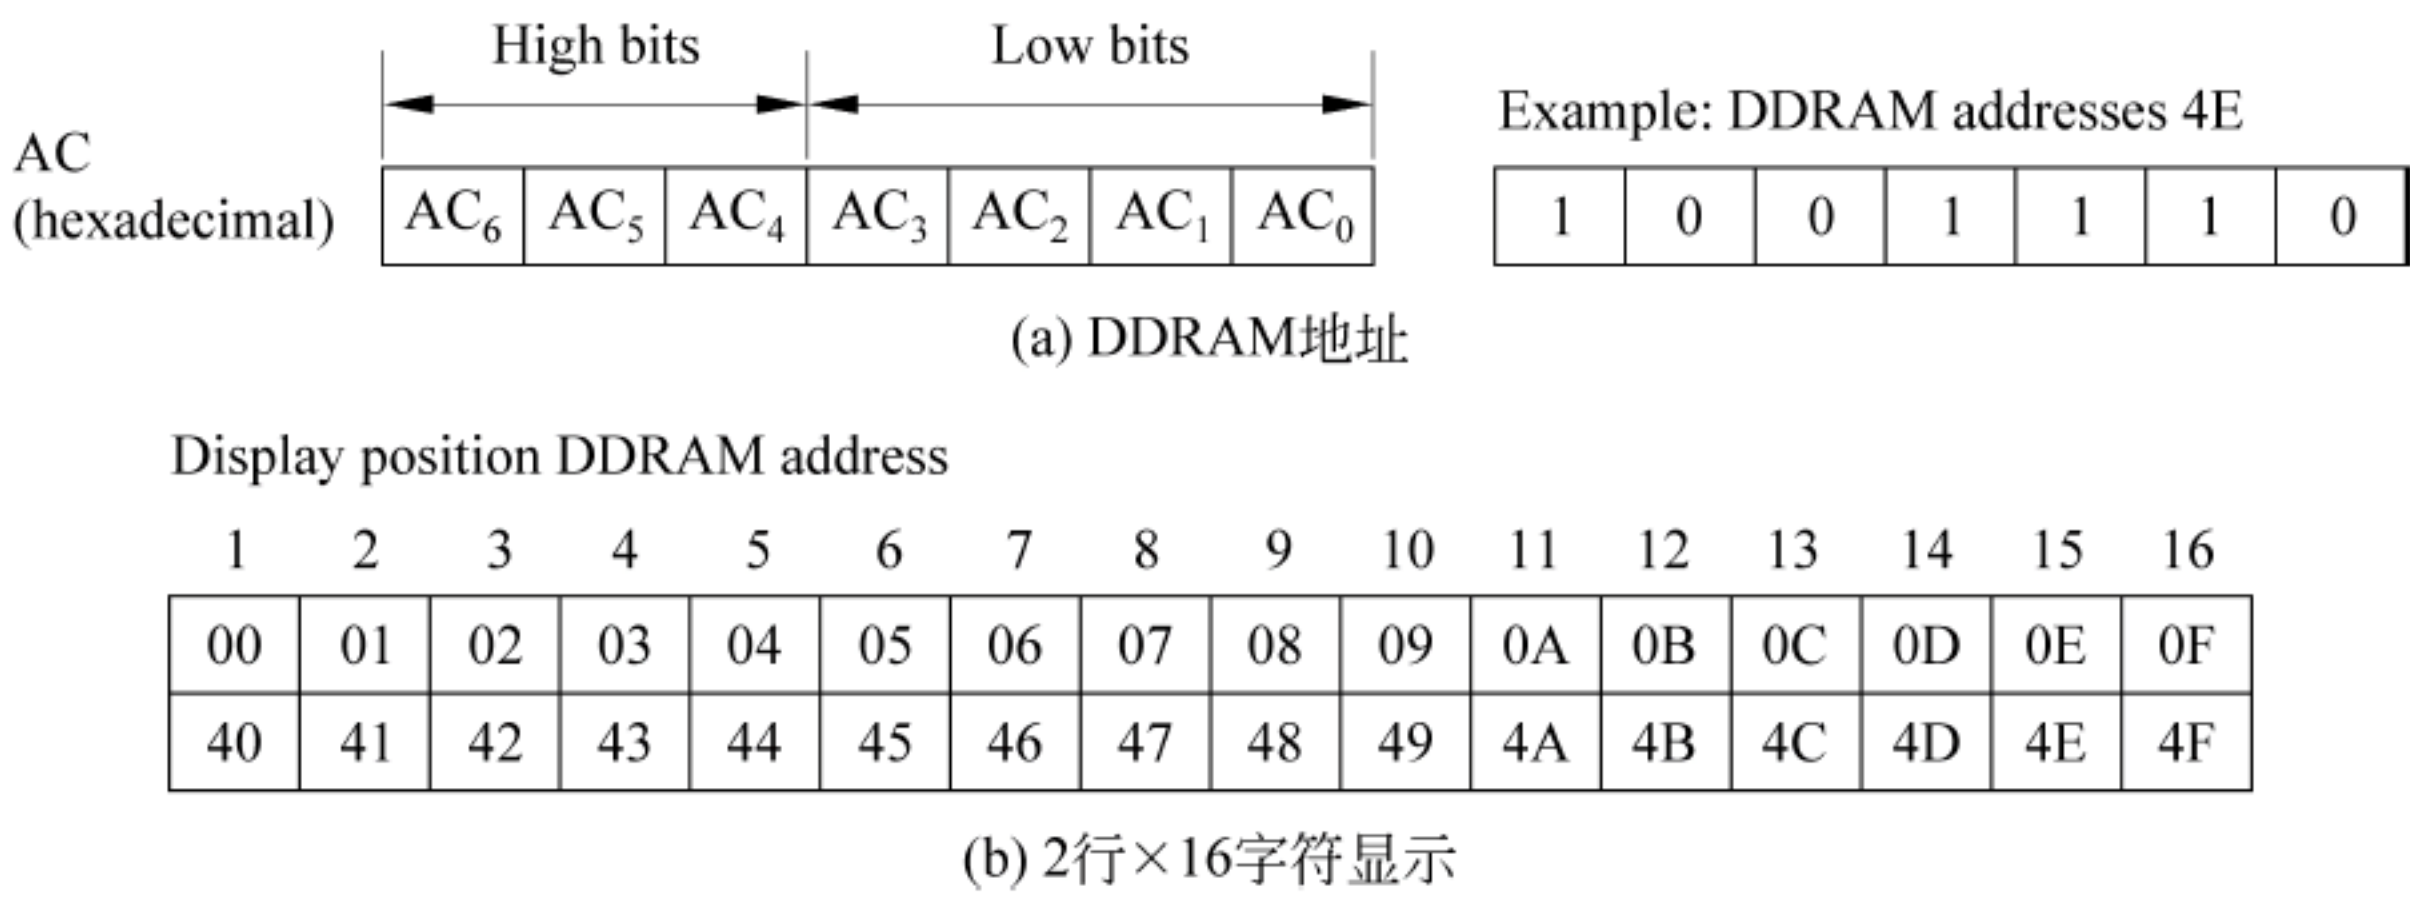 High bits Low bits
Example: DDRAM addresses 4E
AC
(hexadecimal)
AC6 AC5 AC4 AC3 AC2 AC1 AC0 1 0 0 1 1 1 0
(a) DDRAM地址
Display position DDRAM address
1 2 3 4 5 6 7 8 9 10 11 12 13 14 15 16
00 01 02 03 04 05 06 07 08 09 0A 0B 0C 0D 0E 0F
40 41 42 43 44 45 46 47 48 49 4A 4B 4C 4D 4E 4F
(b) 2行×16字符显示